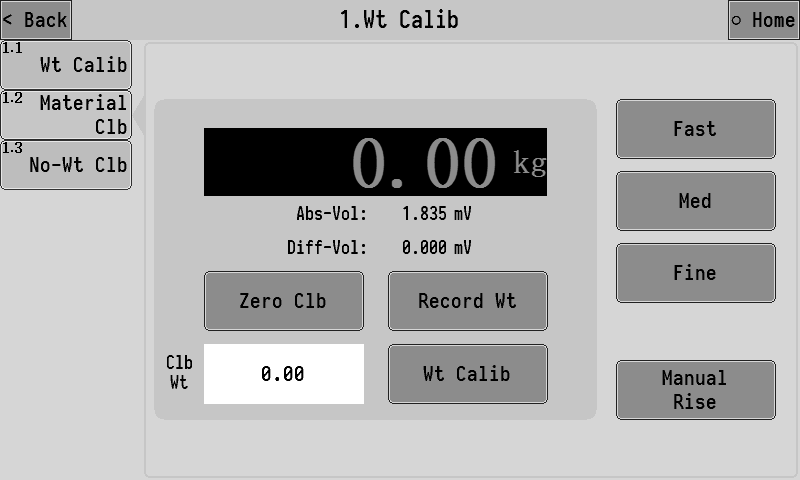 < Back
1.Wt Calib
○ Home
1.1
Wt Calib
1.2
Material
Clb
1.3
No-Wt Clb
0.00 kg
Abs-Vol: 1.835 mV
Diff-Vol: 0.000 mV
Zero Clb
Record Wt
Clb
Wt
0.00
Wt Calib
Fast
Med
Fine
Manual
Rise